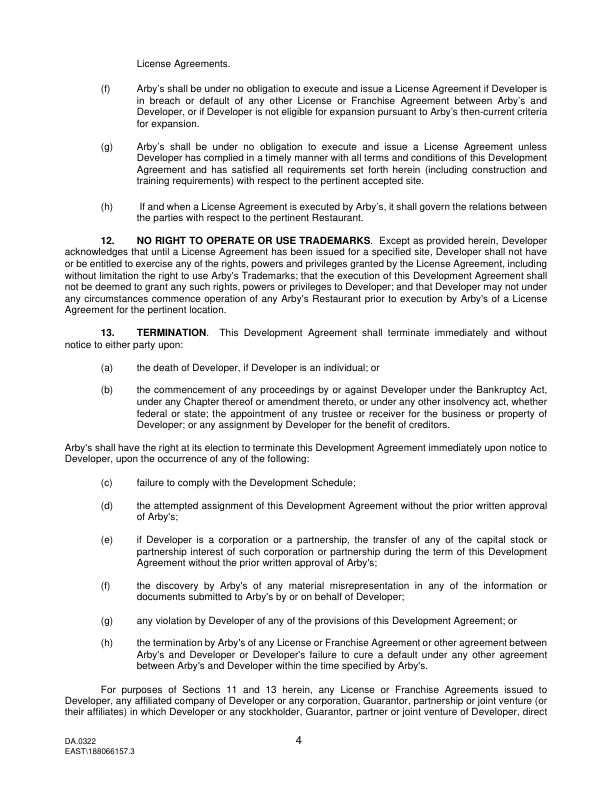 License Agreements.
(f) Arby's shall be under no obligation to execute and issue a License Agreement if Developer is
in breach or default of any other License or Franchise Agreement between Arby's and
Developer, or if Developer is not eligible for expansion pursuant to Arby's then-current criteria
for expansion.
(g) Arby's shall be under no obligation to execute and issue a License Agreement unless
Developer has complied in a timely manner with all terms and conditions of this Development
Agreement and has satisfied all requirements set forth herein (including construction and
training requirements) with respect to the pertinent accepted site.
(h) If and when a License Agreement is executed by Arby's, it shall govern the relations between
the parties with respect to the pertinent Restaurant.
12. NO RIGHT TO OPERATE OR USE TRADEMARKS. Except as provided herein, Developer
acknowledges that until a License Agreement has been issued for a specified site, Developer shall not have
or be entitled to exercise any of the rights, powers and privileges granted by the License Agreement, including
without limitation the right to use Arby's Trademarks; that the execution of this Development Agreement shall
not be deemed to grant any such rights, powers or privileges to Developer; and that Developer may not under
any circumstances commence operation of any Arby's Restaurant prior to execution by Arby's of a License
Agreement for the pertinent location.
13. TERMINATION. This Development Agreement shall terminate immediately and without
notice to either party upon:
(a) the death of Developer, if Developer is an individual; or
(b) the commencement of any proceedings by or against Developer under the Bankruptcy Act,
under any Chapter thereof or amendment thereto, or under any other insolvency act, whether
federal or state; the appointment of any trustee or receiver for the business or property of
Developer; or any assignment by Developer for the benefit of creditors.
Arby's shall have the right at its election to terminate this Development Agreement immediately upon notice to
Developer, upon the occurrence of any of the following:
(c) failure to comply with the Development Schedule;
(d) the attempted assignment of this Development Agreement without the prior written approval
of Arby's;
(e) if Developer is a corporation or a partnership, the transfer of any of the capital stock or
partnership interest of such corporation or partnership during the term of this Development
Agreement without the prior written approval of Arby's;
(f) the discovery by Arby's of any material misrepresentation in any of the information or
documents submitted to Arby's by or on behalf of Developer;
(g) any violation by Developer of any of the provisions of this Development Agreement; or
(h) the termination by Arby's of any License or Franchise Agreement or other agreement between
Arby's and Developer or Developer's failure to cure a default under any other agreement
between Arby's and Developer within the time specified by Arby's.
For purposes of Sections 11 and 13 herein, any License or Franchise Agreements issued to
Developer, any affiliated company of Developer or any corporation, Guarantor, partnership or joint venture (or
their affiliates) in which Developer or any stockholder, Guarantor, partner or joint venture of Developer, direct
4
DA.0322
EAST\188066157.3